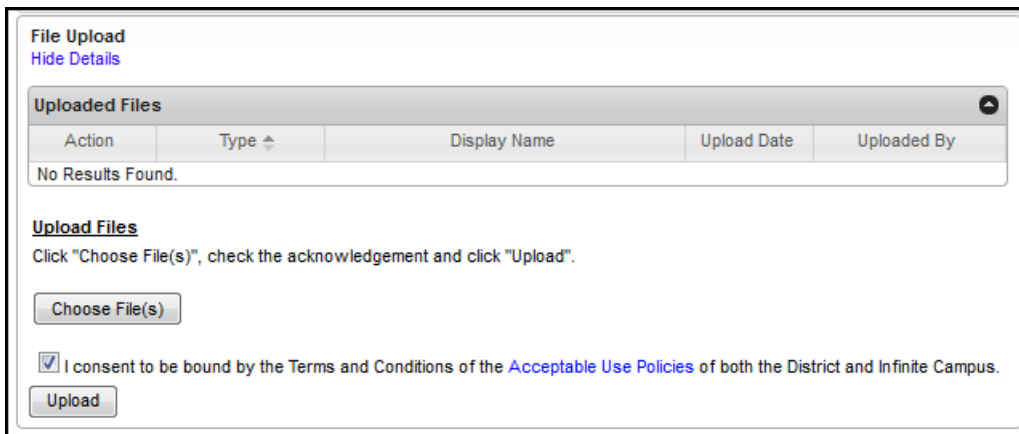 File Upload
Hide Details
Uploaded Files
Action Type Display Name Upload Date Uploaded By
No Results Found.
Upload Files
Click "Choose File(s)", check the acknowledgement and click "Upload".
Choose File(s)
I consent to be bound by the Terms and Conditions of the Acceptable Use Policies of both the District and Infinite Campus.
Upload